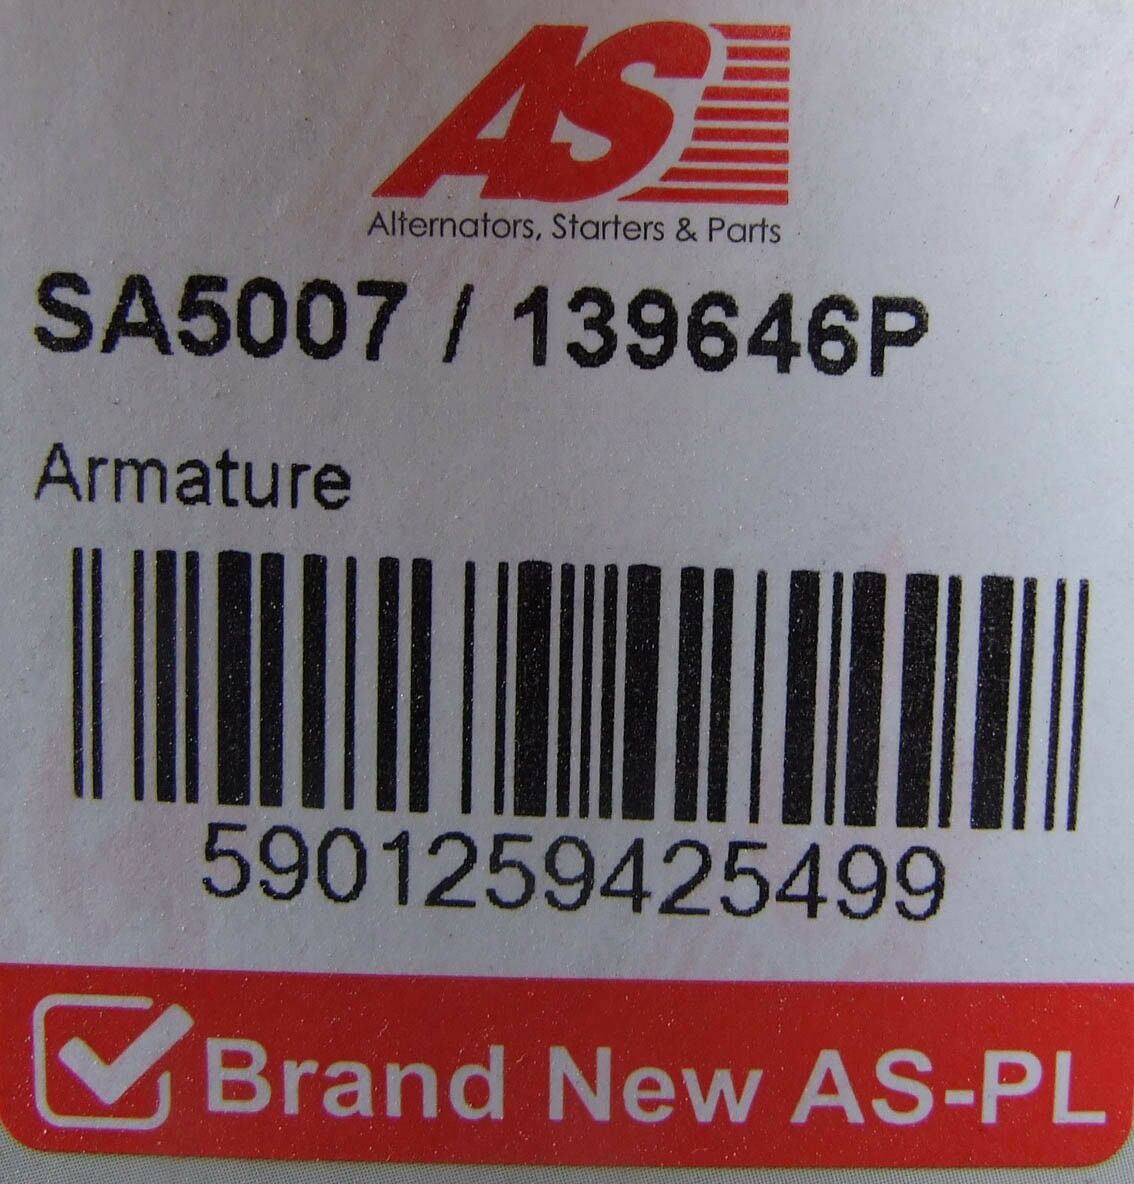 AS
Alternators, Starters & Parts
SA5007 / 139646P
Armature
5901259425499
Brand New AS-PL